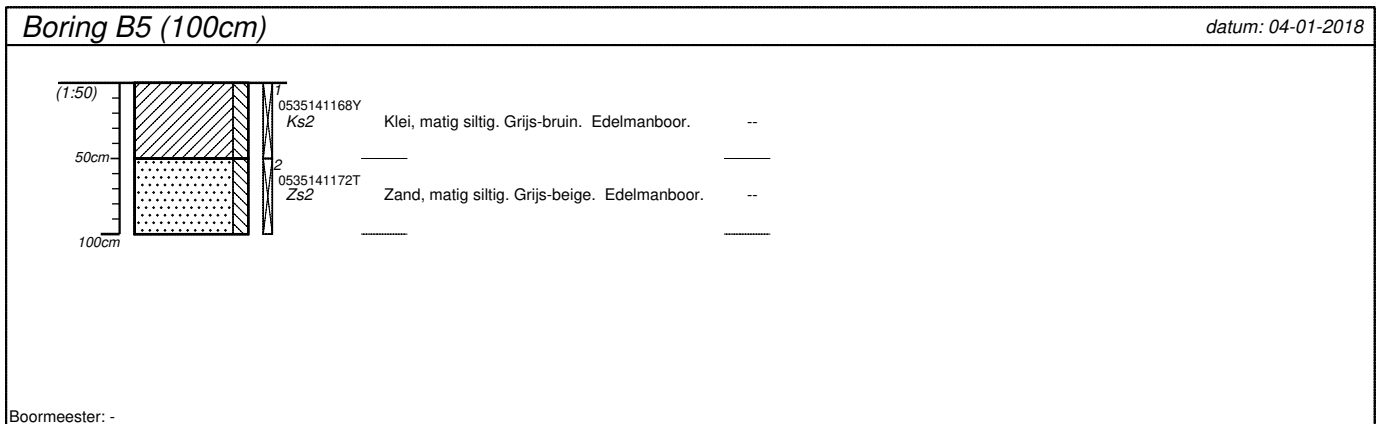 Boring B5 (100cm) datum: 04-01-2018
(1:50) 1
0535141168Y
Ks2 Klei, matig siltig. Grijs-bruin. Edelmanboor. --
50cm
2
0535141172T
Zs2 Zand, matig siltig. Grijs-beige. Edelmanboor. --
100cm
Boormeester: -